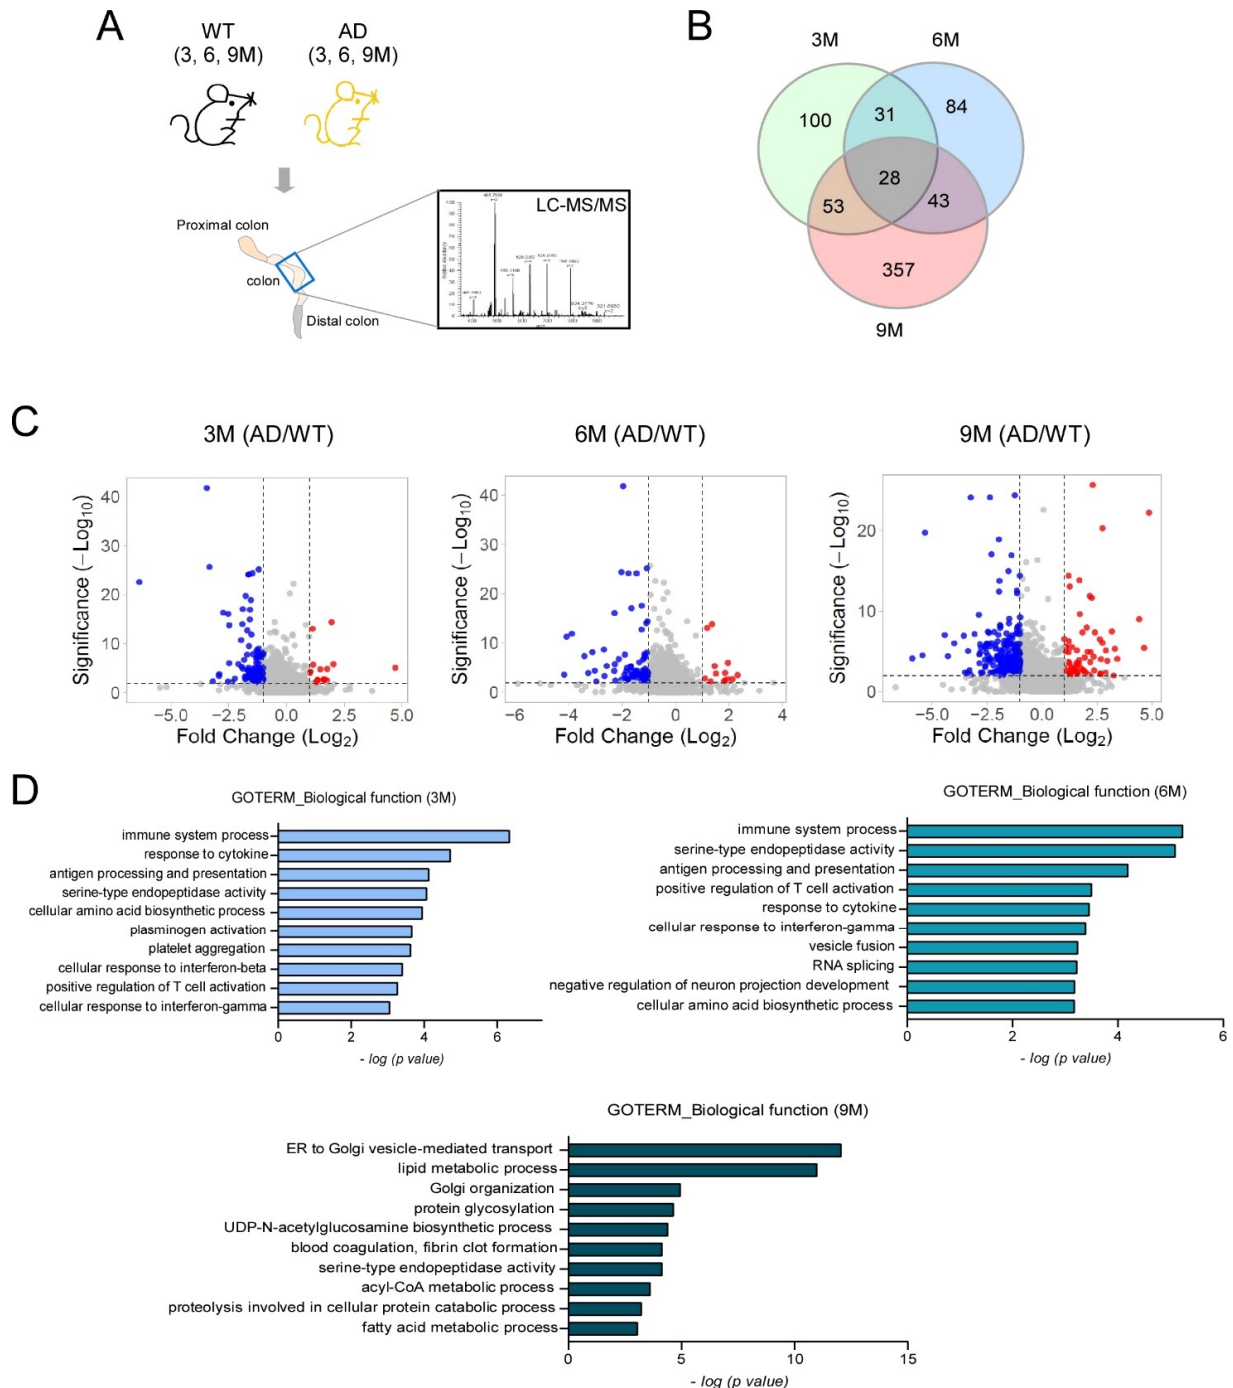 A
WT
(3, 6, 9M)
AD
(3, 6, 9M)
Proximal colon
colon
Distal colon
LC-MS/MS
B
3M
6M
100
31
84
28
53
43
357
9M
C
3M (AD/WT)
6M (AD/WT)
9M (AD/WT)
Significance (−Log10)
40
30
20
10
0
−5.0
−2.5
0.0
2.5
5.0
Fold Change (Log2)
Significance (−Log10)
40
30
20
10
0
−6
−4
−2
0
2
4
Fold Change (Log2)
Significance (−Log10)
20
10
0
−5.0
−2.5
0.0
2.5
5.0
Fold Change (Log2)
D
GOTERM_Biological function (3M)
immune system process
response to cytokine
antigen processing and presentation
serine-type endopeptidase activity
cellular amino acid biosynthetic process
plasminogen activation
platelet aggregation
cellular response to interferon-beta
positive regulation of T cell activation
cellular response to interferon-gamma
0 2 4 6
- log (p value)
GOTERM_Biological function (6M)
immune system process
serine-type endopeptidase activity
antigen processing and presentation
positive regulation of T cell activation
response to cytokine
cellular response to interferon-gamma
vesicle fusion
RNA splicing
negative regulation of neuron projection development
cellular amino acid biosynthetic process
0 2 4 6
- log (p value)
GOTERM_Biological function (9M)
ER to Golgi vesicle-mediated transport
lipid metabolic process
Golgi organization
protein glycosylation
UDP-N-acetylglucosamine biosynthetic process
blood coagulation, fibrin clot formation
serine-type endopeptidase activity
acyl-CoA metabolic process
proteolysis involved in cellular protein catabolic process
fatty acid metabolic process
0 5 10 15
- log (p value)